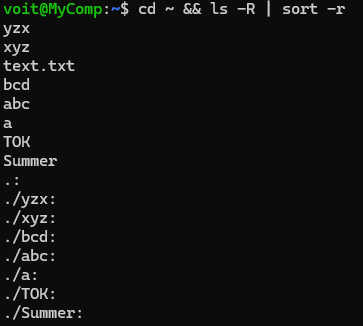 voit@MyComp:~$ cd ~ && ls -R | sort -r
yzx
xyz
text.txt
bcd
abc
a
TOK
Summer
.:
./yzx:
./xyz:
./bcd:
./abc:
./a:
./TOK:
./Summer: